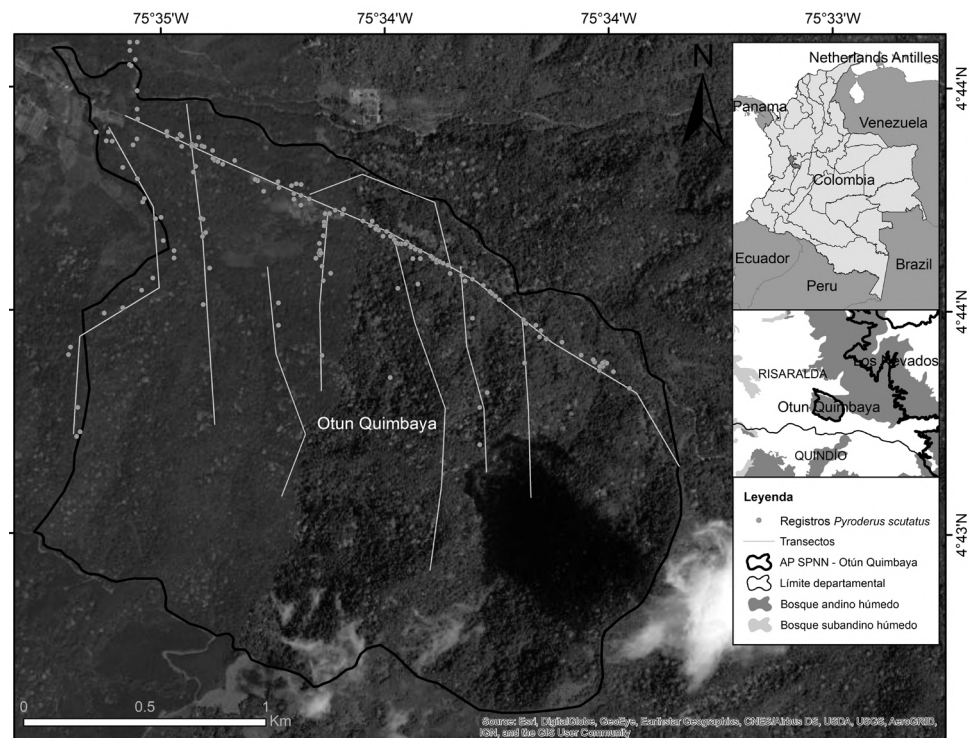 75°35'W 75°34'W 75°34'W 75°33'W
N
4°44'N
4°44'N
4°43'N
Otun Quimbaya
0 0.5 1
Km
Source: Esri, DigitalGlobe, GeoEye, Earthstar Geographics, CNES/Airbus DS, USDA, USGS, AeroGRID,
IGN, and the GIS User Community
Netherlands Antilles
Panama
Venezuela
Colombia
Ecuador
Brazil
Peru
Los Nevados
RISARALDA
Otun Quimbaya
QUINDIO
Leyenda
Registros Pyroderus scutatus
Transectos
AP SPNN - Otún Quimbaya
Límite departamental
Bosque andino húmedo
Bosque subandino húmedo